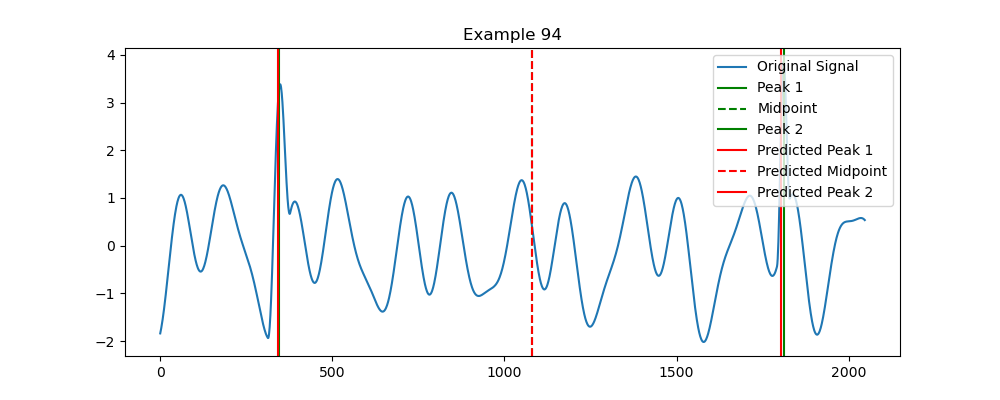 Example 94
Original Signal
Peak 1
Midpoint
Peak 2
Predicted Peak 1
Predicted Midpoint
Predicted Peak 2
4
3
2
1
0
−1
−2
0 500 1000 1500 2000